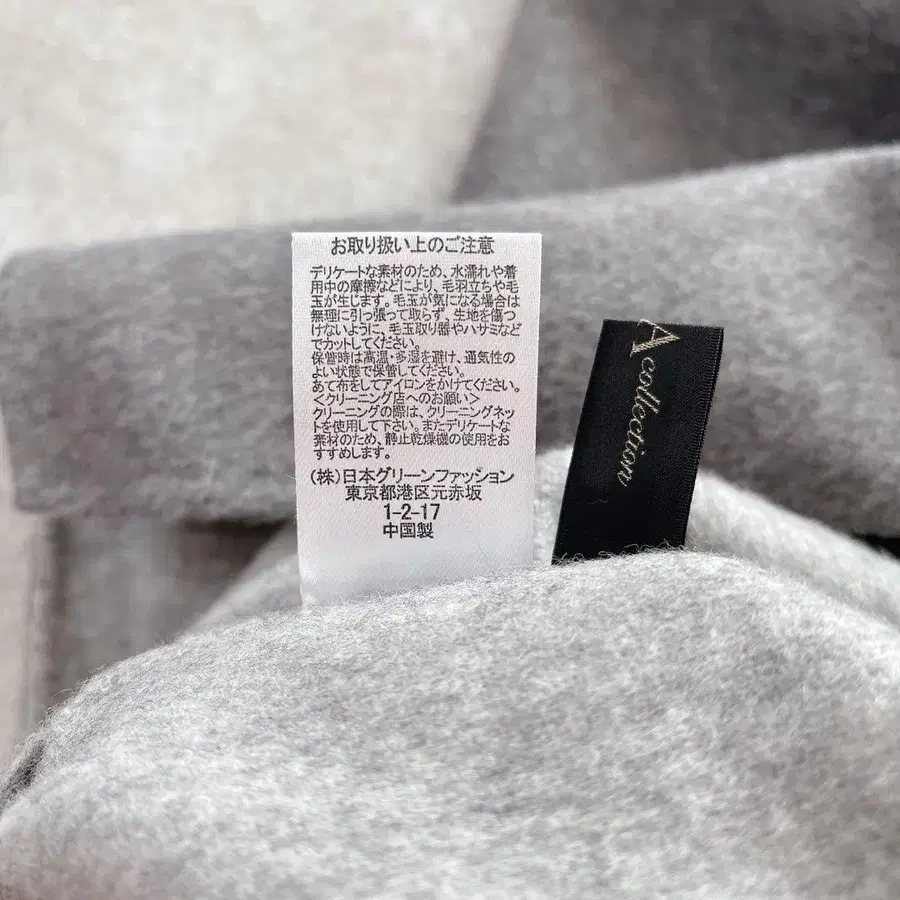 お取り扱い上のご注意
デリケートな素材のため、水濡れや着
用中の摩擦などにより、毛羽立ちや毛
玉が生じます。毛玉が気になる場合は
無理に引っ張って取らず、生地を傷つ
けないように、毛玉取り器やハサミなど
でカットしてください。
保管時は高温・多湿を避け、通気性の
よい状態で保管してください。
あて布をしてアイロンをかけてください。
＜クリーニング店へのお願い＞
クリーニングの際は、クリーニングネッ
トを使用して下さい。またデリケートな
素材のため、静止乾燥機の使用をお
すすめします。
(株)日本グリーンファッション
東京都港区元赤坂
1-2-17
中国製
A collection